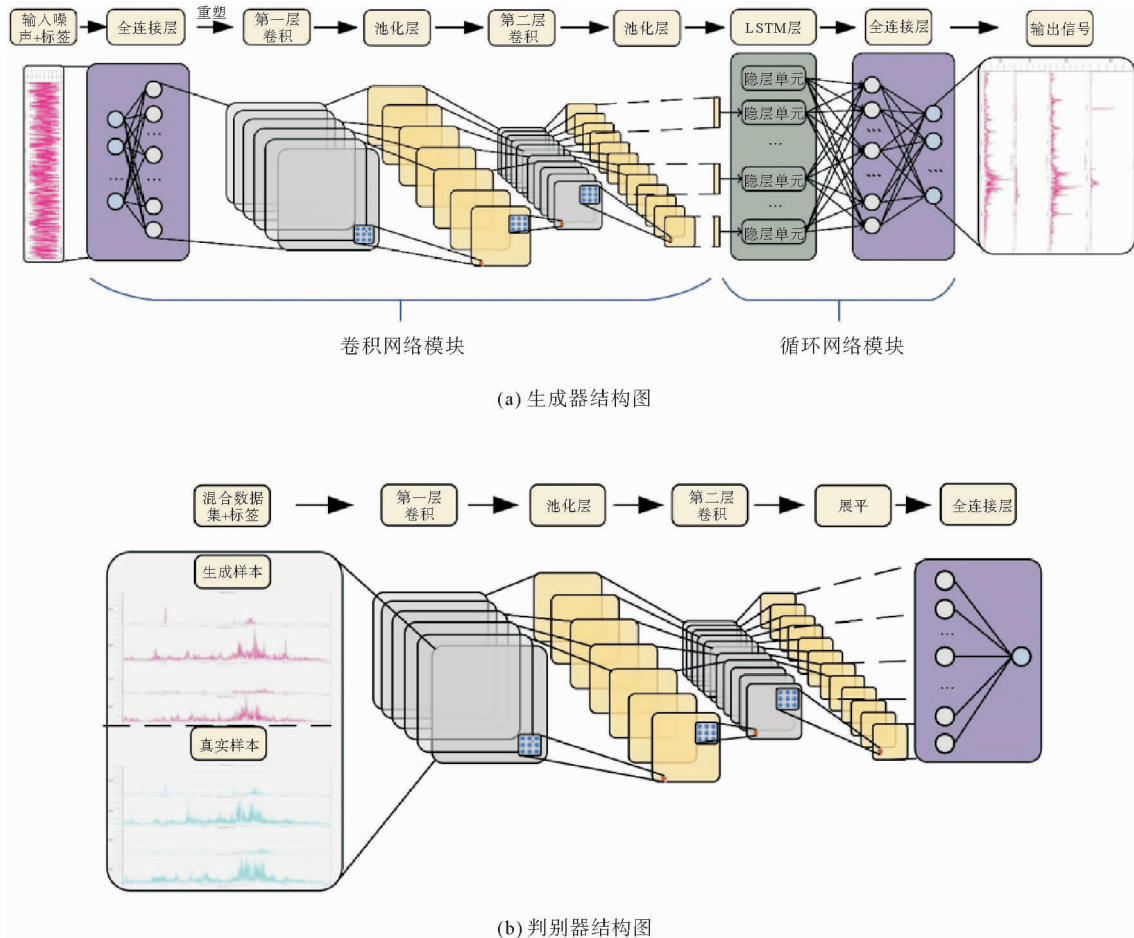 输入噪
声+标签
全连接层
重塑
第一层
卷积
池化层
第二层
卷积
池化层
LSTM层
全连接层
输出信号
隐层单元
隐层单元
...
隐层单元
...
隐层单元
卷积网络模块
循环网络模块
(a) 生成器结构图
混合数据
集+标签
第一层
卷积
池化层
第二层
卷积
展平
全连接层
生成样本
真实样本
(b) 判别器结构图